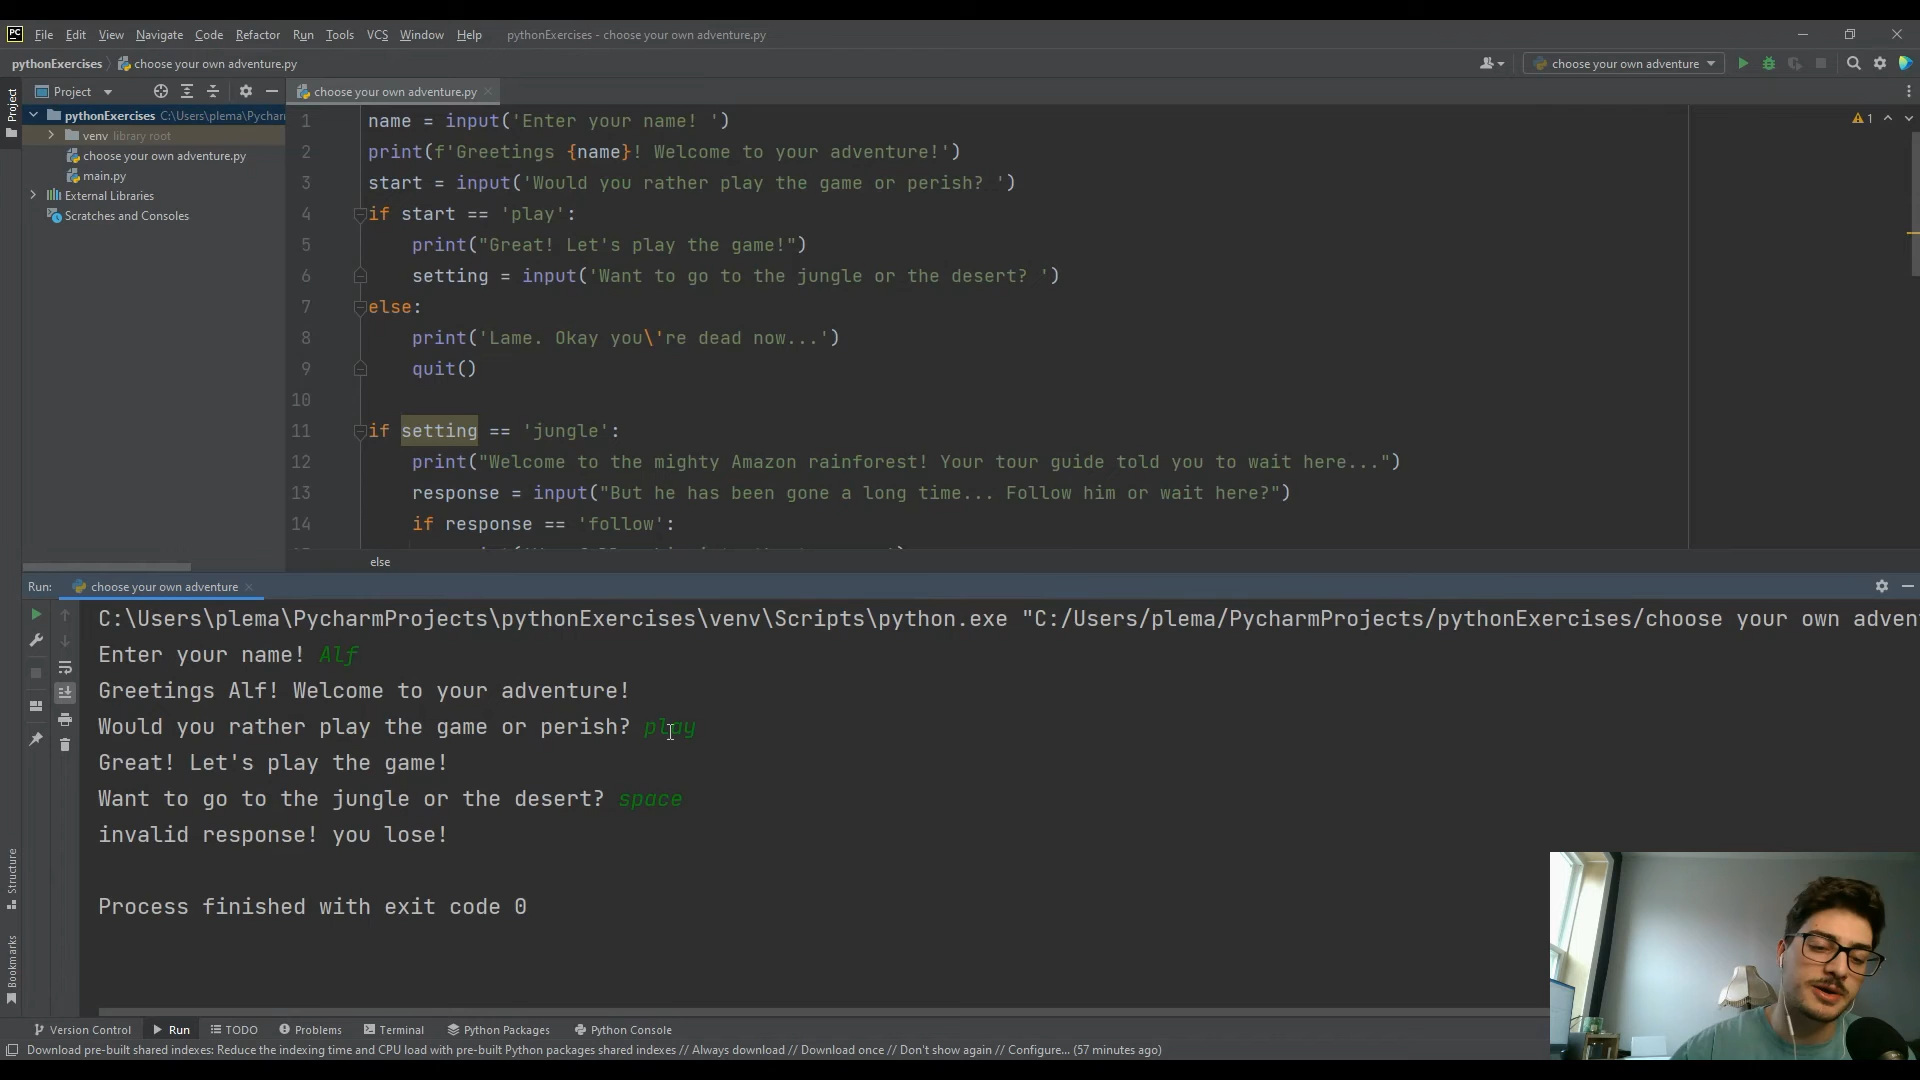 PC File Edit View Navigate Code Refactor Run Tools VCS Window Help pythonExercises - choose your own adventure.py
pythonExercises choose your own adventure.py choose your own adventure
Project choose your own adventure.py
Project
pythonExercises C:\Users\plema\Pycharm
venv library root
choose your own adventure.py
main.py
External Libraries
Scratches and Consoles
1 name = input('Enter your name! ')
2 print(f'Greetings {name}! Welcome to your adventure!')
3 start = input('Would you rather play the game or perish? ')
4 if start == 'play':
5 print("Great! Let's play the game!")
6 setting = input('Want to go to the jungle or the desert? ')
7 else:
8 print('Lame. Okay you\'re dead now...')
9 quit()
10
11 if setting == 'jungle':
12 print("Welcome to the mighty Amazon rainforest! Your tour guide told you to wait here...")
13 response = input("But he has been gone a long time... Follow him or wait here?")
14 if response == 'follow':
1
else
Run: choose your own adventure
C:\Users\plema\PycharmProjects\pythonExercises\venv\Scripts\python.exe "C:/Users/plema/PycharmProjects/pythonExercises/choose your own adven
Enter your name! Alf
Greetings Alf! Welcome to your adventure!
Would you rather play the game or perish? play
Great! Let's play the game!
Want to go to the jungle or the desert? space
invalid response! you lose!
Process finished with exit code 0
Structure
Bookmarks
Version Control Run TODO Problems Terminal Python Packages Python Console
Download pre-built shared indexes: Reduce the indexing time and CPU load with pre-built Python packages shared indexes // Always download // Download once // Don't show again // Configure... (57 minutes ago)